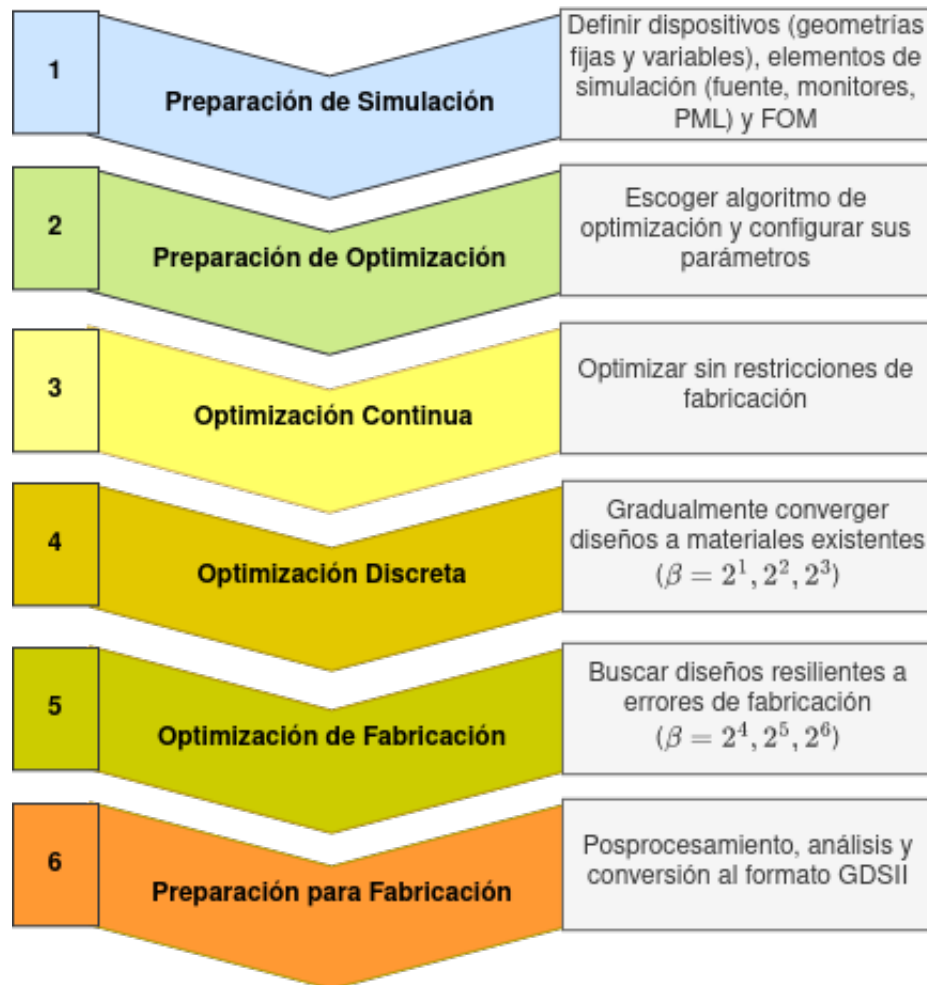 1
Preparación de Simulación
Definir dispositivos (geometrías
fijas y variables), elementos de
simulación (fuente, monitores,
PML) y FOM
2
Preparación de Optimización
Escoger algoritmo de
optimización y configurar sus
parámetros
3
Optimización Continua
Optimizar sin restricciones de
fabricación
4
Optimización Discreta
Gradualmente converger
diseños a materiales existentes
(β = 2¹, 2², 2³)
5
Optimización de Fabricación
Buscar diseños resilientes a
errores de fabricación
(β = 2⁴, 2⁵, 2⁶)
6
Preparación para Fabricación
Posprocesamiento, análisis y
conversión al formato GDSII